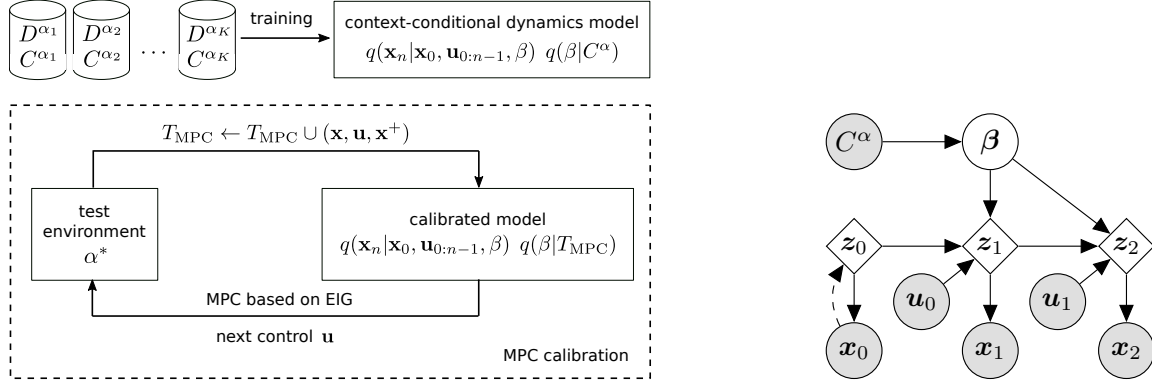 D^{α_1} D^{α_2} ... D^{α_K}
C^{α_1} C^{α_2} C^{α_K}
training
context-conditional dynamics model
q(x_n|x_0, u_{0:n−1}, β) q(β|C^α)
T_MPC ← T_MPC ∪ (x, u, x^+)
test
environment
α*
calibrated model
q(x_n|x_0, u_{0:n−1}, β) q(β|T_MPC)
MPC based on EIG
next control u
MPC calibration
C^α β
z_0 z_1 z_2
u_0 u_1
x_0 x_1 x_2